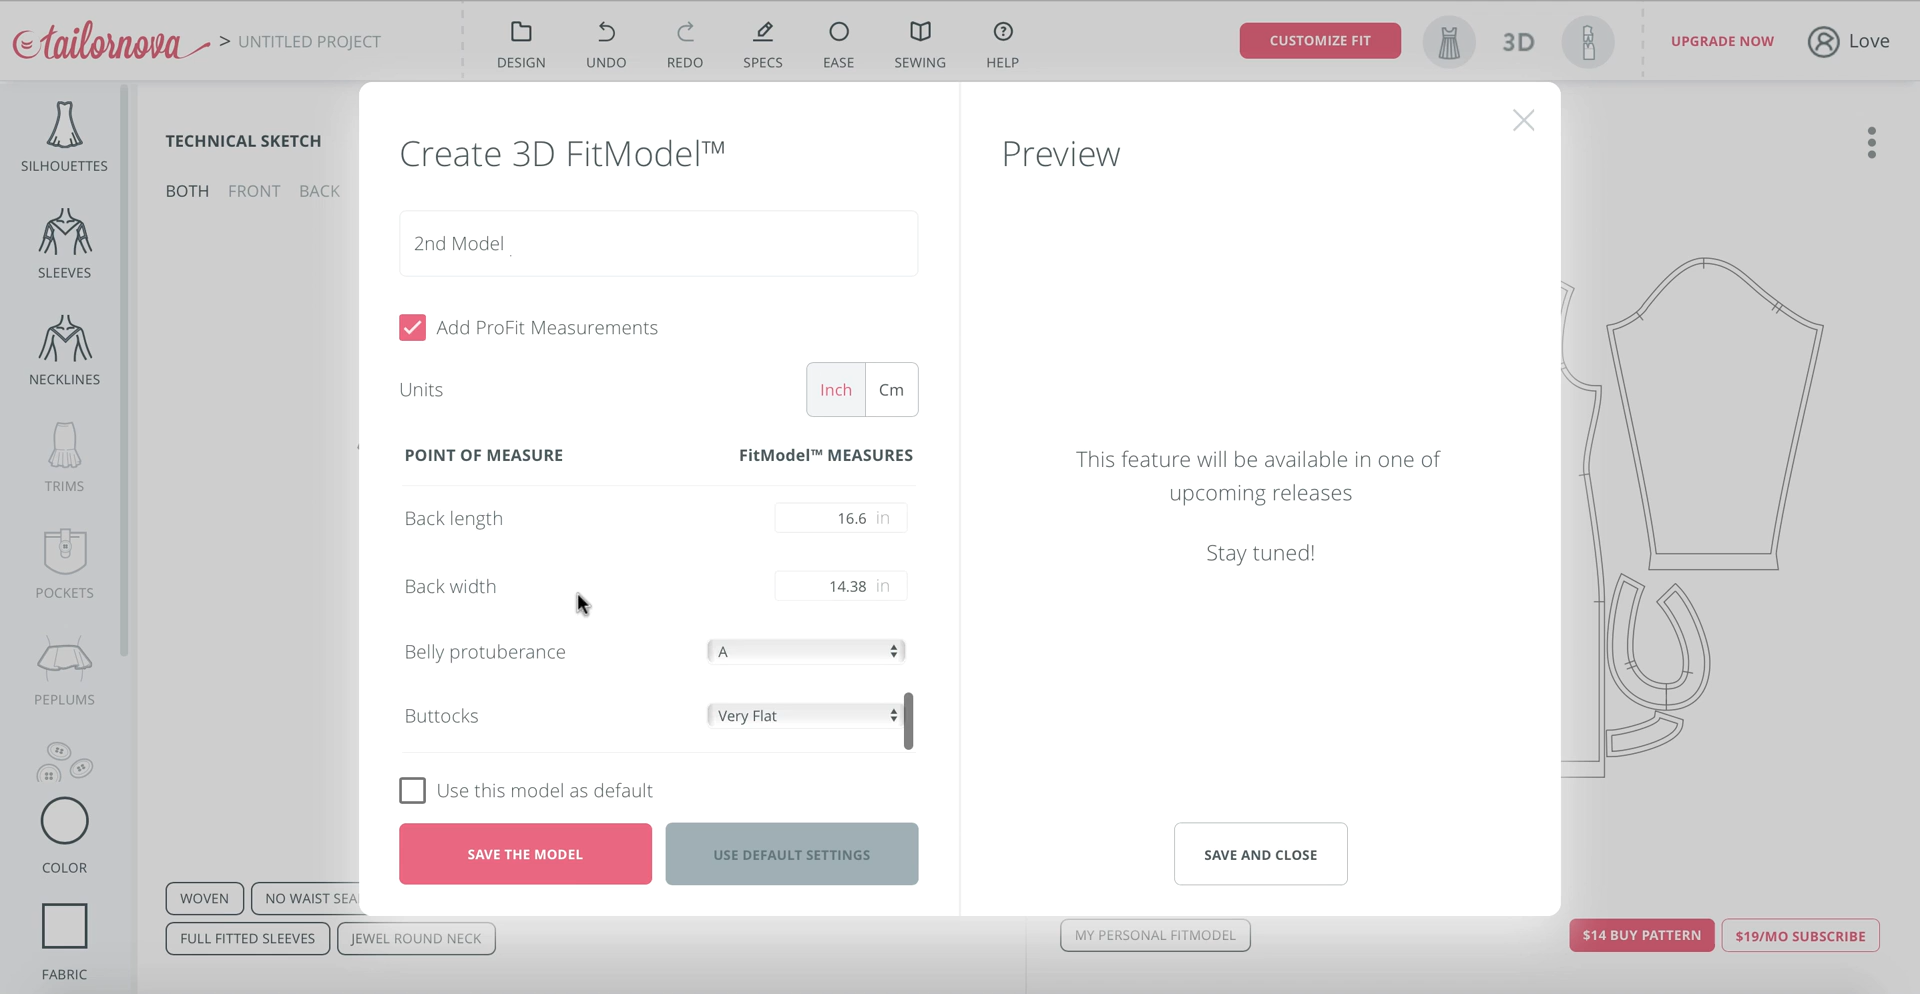 tailornova > UNTITLED PROJECT
DESIGN UNDO REDO SPECS EASE SEWING HELP
CUSTOMIZE FIT
3D
UPGRADE NOW
Love
SILHOUETTES
SLEEVES
NECKLINES
TRIMS
POCKETS
PEPLUMS
COLOR
FABRIC
TECHNICAL SKETCH
BOTH FRONT BACK
Create 3D FitModel™
2nd Model
Add ProFit Measurements
Units Inch Cm
POINT OF MEASURE FitModel™ MEASURES
Back length 16.6 in
Back width 14.38 in
Belly protuberance A
Buttocks Very Flat
Use this model as default
SAVE THE MODEL USE DEFAULT SETTINGS
Preview
This feature will be available in one of
upcoming releases
Stay tuned!
SAVE AND CLOSE
WOVEN NO WAIST SEA
FULL FITTED SLEEVES JEWEL ROUND NECK
MY PERSONAL FITMODEL
$14 BUY PATTERN $19/MO SUBSCRIBE